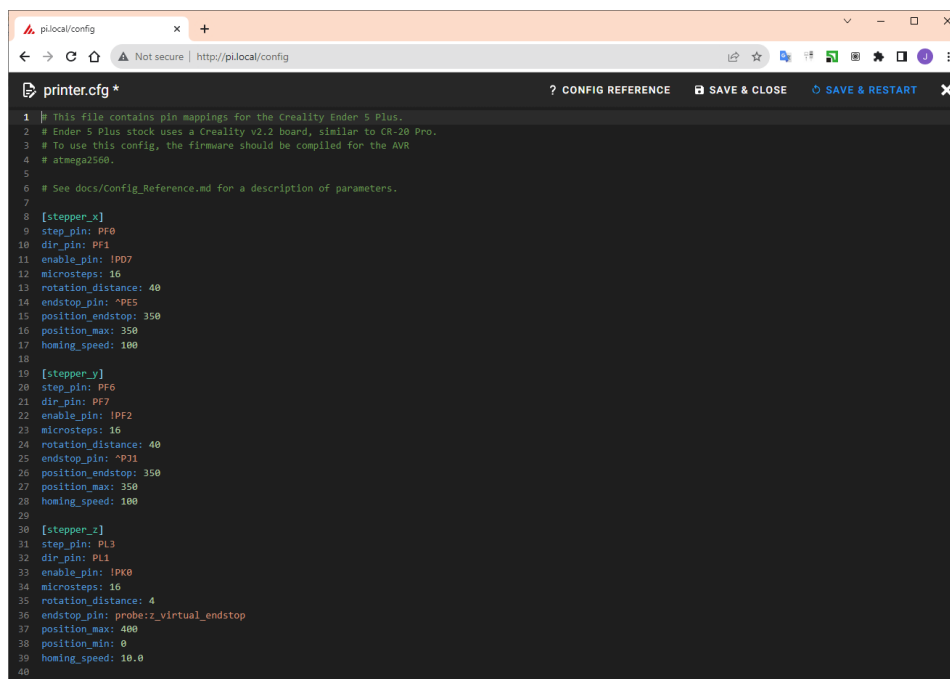 pi.local/config
Not secure | http://pi.local/config
J
printer.cfg *
? CONFIG REFERENCE
SAVE & CLOSE
SAVE & RESTART
1 # This file contains pin mappings for the Creality Ender 5 Plus.
2 # Ender 5 Plus stock uses a Creality v2.2 board, similar to CR-20 Pro.
3 # To use this config, the firmware should be compiled for the AVR
4 # atmega2560.
5
6 # See docs/Config_Reference.md for a description of parameters.
7
8 [stepper_x]
9 step_pin: PF0
10 dir_pin: PF1
11 enable_pin: !PD7
12 microsteps: 16
13 rotation_distance: 40
14 endstop_pin: ^PE5
15 position_endstop: 350
16 position_max: 350
17 homing_speed: 100
18
19 [stepper_y]
20 step_pin: PF6
21 dir_pin: PF7
22 enable_pin: !PF2
23 microsteps: 16
24 rotation_distance: 40
25 endstop_pin: ^PJ1
26 position_endstop: 350
27 position_max: 350
28 homing_speed: 100
29
30 [stepper_z]
31 step_pin: PL3
32 dir_pin: PL1
33 enable_pin: !PK0
34 microsteps: 16
35 rotation_distance: 4
36 endstop_pin: probe:z_virtual_endstop
37 position_max: 400
38 position_min: 0
39 homing_speed: 10.0
40